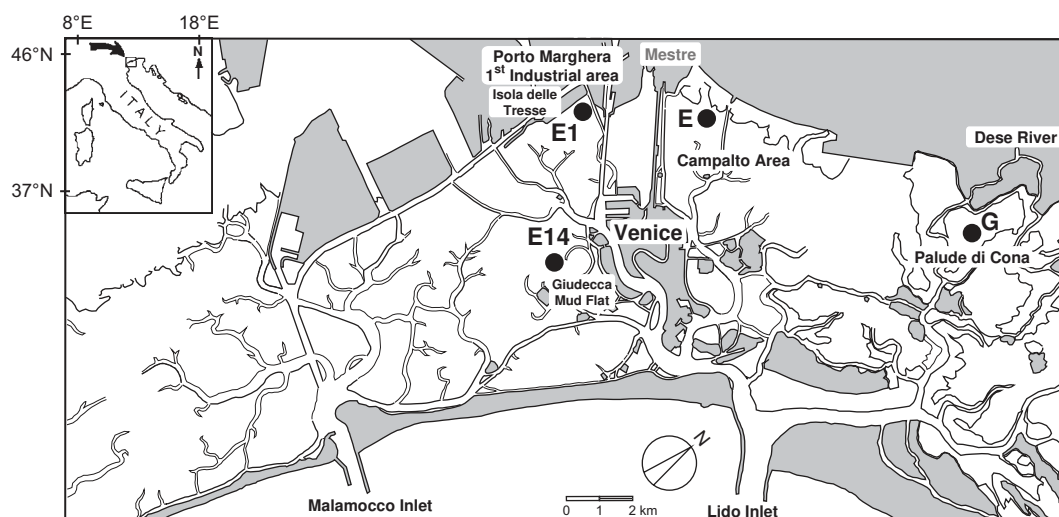 8°E 18°E
46°N
37°N
N
ITALY
Porto Marghera
1st Industrial area
Isola delle
Tresse
E1
Mestre
E
Campalto Area
Dese River
G
Palude di Cona
Venice
E14
Giudecca
Mud Flat
N
Malamocco Inlet
0 1 2 km
Lido Inlet